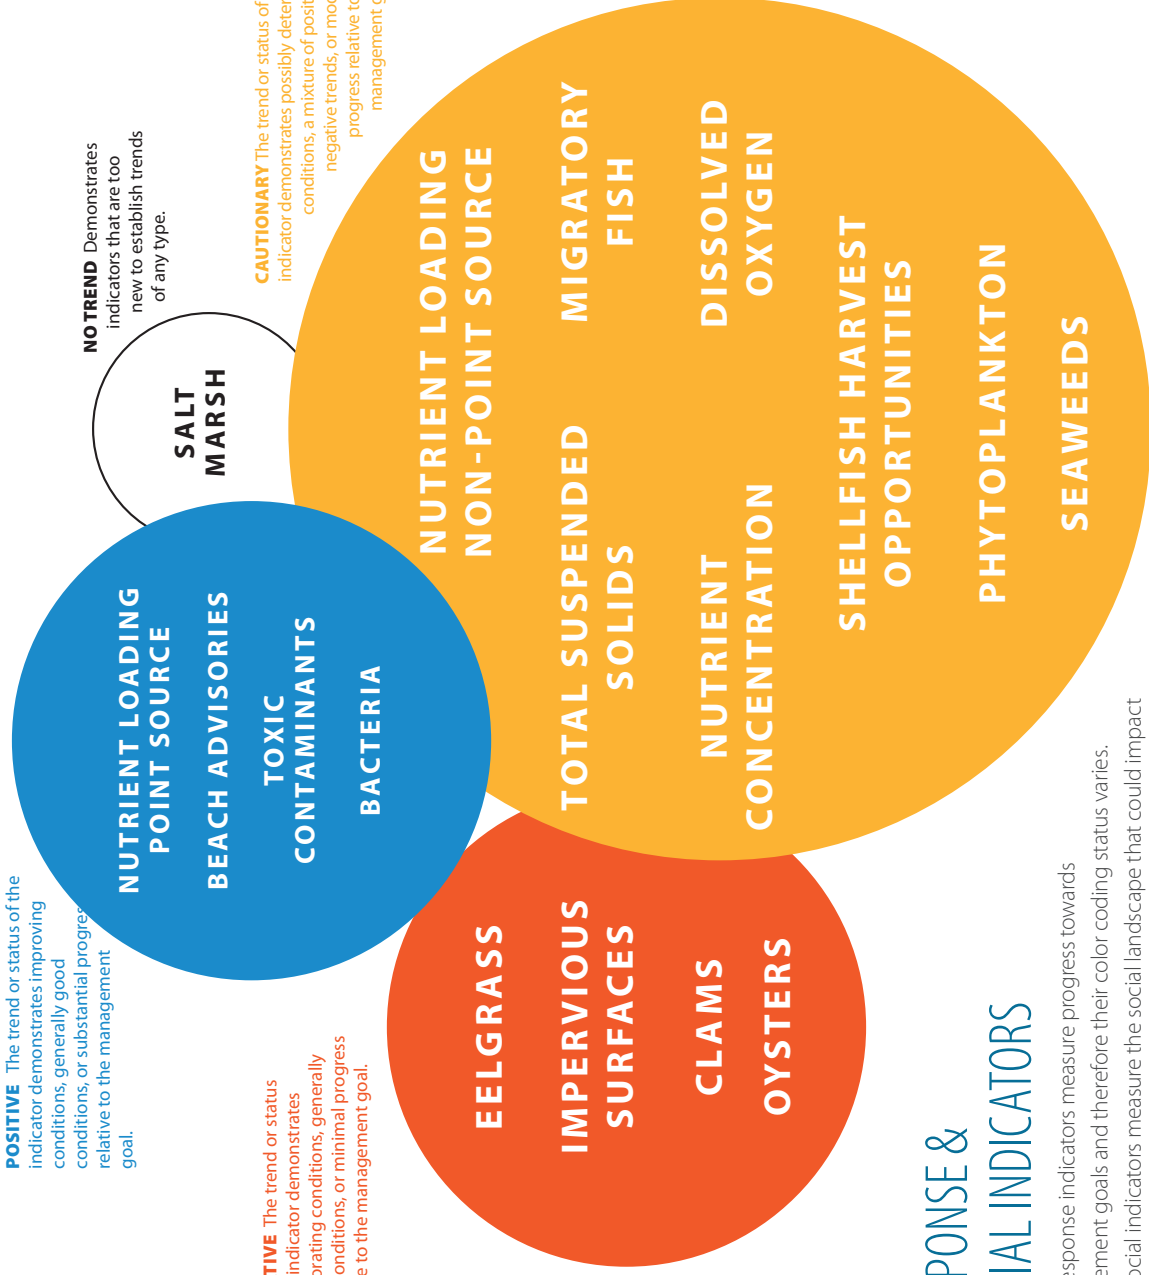 POSITIVE The trend or status of the
indicator demonstrates improving
conditions, generally good
conditions, or substantial progres
relative to the management
goal.
NUTRIENT LOADING
POINT SOURCE
BEACH ADVISORIES
TOXIC
CONTAMINANTS
BACTERIA
NO TREND Demonstrates
indicators that are too
new to establish trends
of any type.
SALT
MARSH
CAUTIONARY The trend or status of
indicator demonstrates possibly deter
conditions, a mixture of posit
negative trends, or mod
progress relative to
management g
NUTRIENT LOADING
NON-POINT SOURCE
TOTAL SUSPENDED
SOLIDS
MIGRATORY
FISH
NUTRIENT
CONCENTRATION
DISSOLVED
OXYGEN
SHELLFISH HARVEST
OPPORTUNITIES
PHYTOPLANKTON
SEAWEEDS
TIVE The trend or status
indicator demonstrates
orating conditions, generally
onditions, or minimal progress
e to the management goal.
EELGRASS
IMPERVIOUS
SURFACES
CLAMS
OYSTERS
PONSE &
IAL INDICATORS
esponse indicators measure progress towards
ement goals and therefore their color coding status varies.
ocial indicators measure the social landscape that could impact